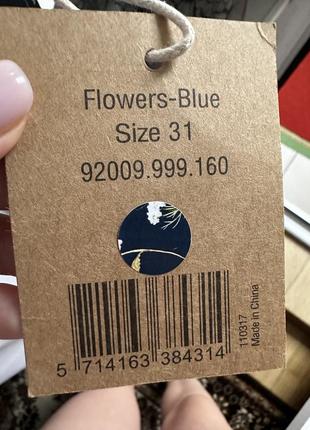 Flowers-Blue
Size 31
92009.999.160
5 714163 384314
110317
Made in China